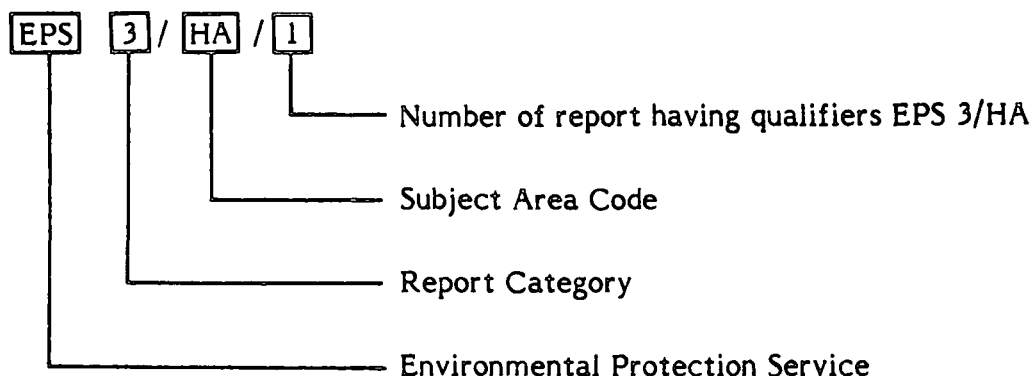 EPS 3 / HA / 1
Number of report having qualifiers EPS 3/HA
Subject Area Code
Report Category
Environmental Protection Service